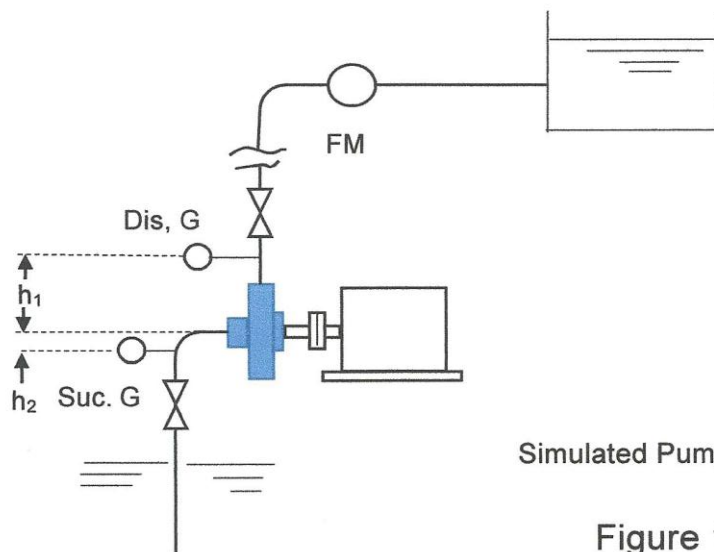 FM
Dis, G
h₁
h₂
Suc. G
Simulated Pum
Figure